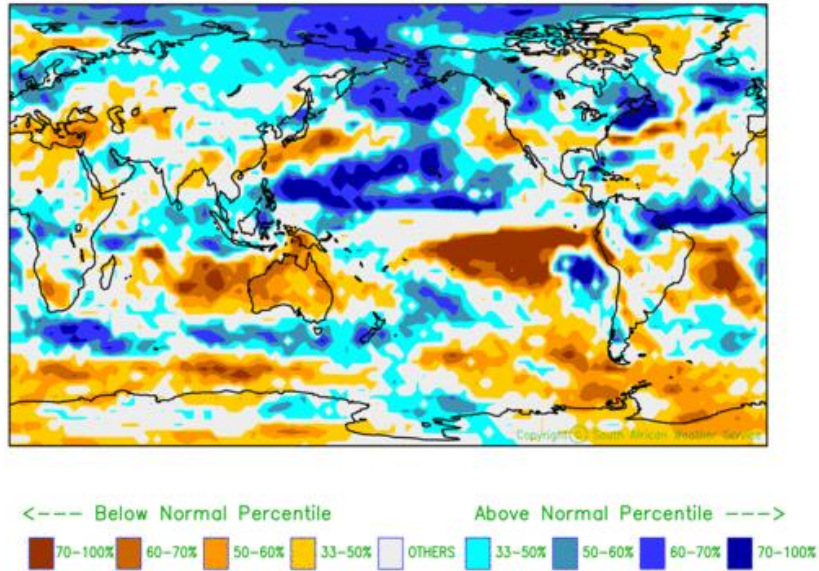 Copyright © South African Weather Service
<--- Below Normal Percentile Above Normal Percentile --->
70-100% 60-70% 50-60% 33-50% OTHERS 33-50% 50-60% 60-70% 70-100%